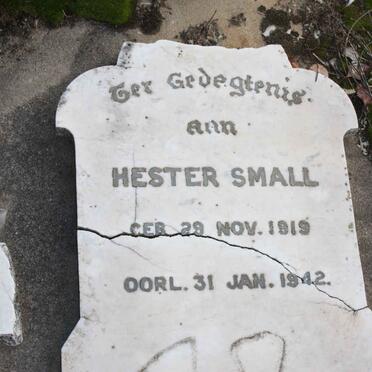 Ter Gedagtenis
aan
HESTER SMALL
GEB. 29 NOV. 1919
OORL. 31 JAN. 1942.